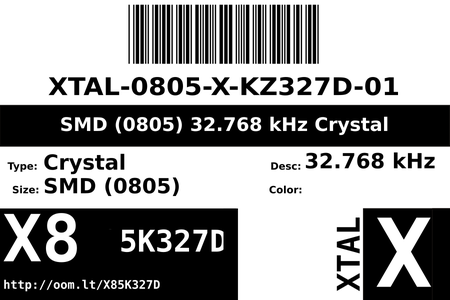 XTAL-0805-X-KZ327D-01
SMD (0805) 32.768 kHz Crystal
Type: Crystal
Desc: 32.768 kHz
Size: SMD (0805)
Color:
X8 5K327D
XTAL X
http://oom.lt/X85K327D